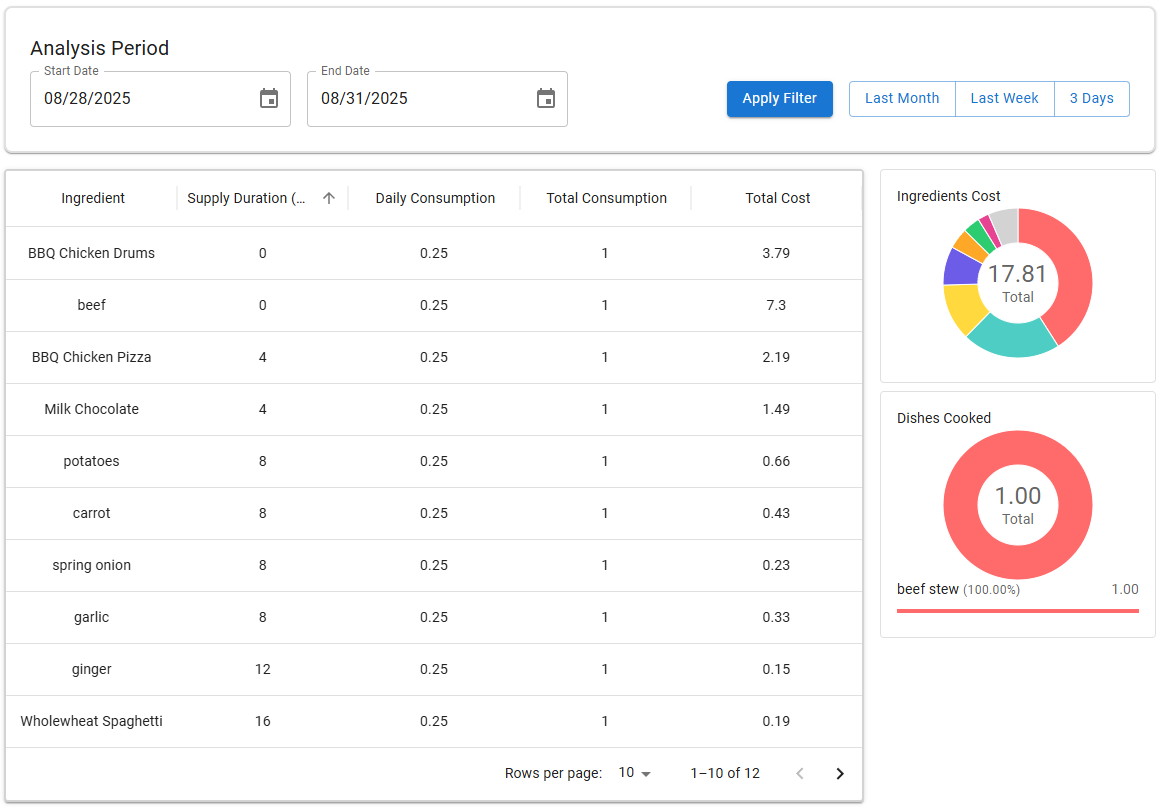 Analysis Period
Start Date
End Date
08/28/2025
08/31/2025
Apply Filter
Last Month
Last Week
3 Days
Ingredient Supply Duration (... Daily Consumption Total Consumption Total Cost
BBQ Chicken Drums 0 0.25 1 3.79
beef 0 0.25 1 7.3
BBQ Chicken Pizza 4 0.25 1 2.19
Milk Chocolate 4 0.25 1 1.49
potatoes 8 0.25 1 0.66
carrot 8 0.25 1 0.43
spring onion 8 0.25 1 0.23
garlic 8 0.25 1 0.33
ginger 12 0.25 1 0.15
Wholewheat Spaghetti 16 0.25 1 0.19
Rows per page: 10 1–10 of 12
Ingredients Cost
17.81
Total
Dishes Cooked
1.00
Total
beef stew (100.00%) 1.00